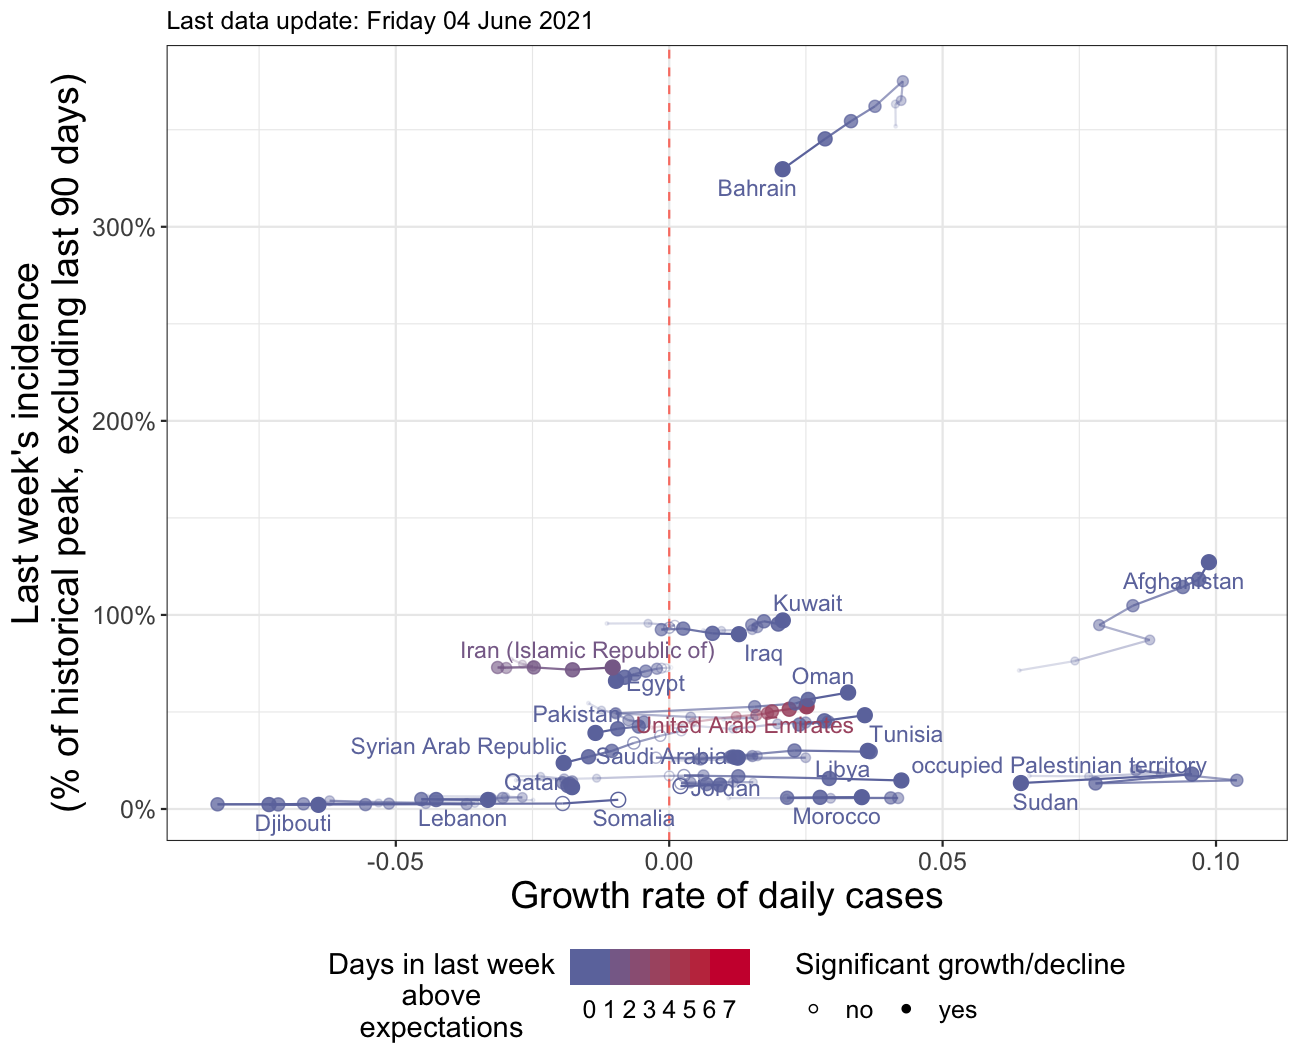 Last data update: Friday 04 June 2021
Last week's incidence
(% of historical peak, excluding last 90 days)
300%
200%
100%
0%
Bahrain
Afghanistan
Kuwait
Iraq
Iran (Islamic Republic of)
Egypt
Oman
Pakistan
United Arab Emirates
Tunisia
Syrian Arab Republic
Saudi Arabia
Libya
occupied Palestinian territory
Qatar
Jordan
Sudan
Djibouti
Lebanon
Somalia
Morocco
-0.05
0.00
0.05
0.10
Growth rate of daily cases
Days in last week
above
expectations
0 1 2 3 4 5 6 7
Significant growth/decline
no
yes